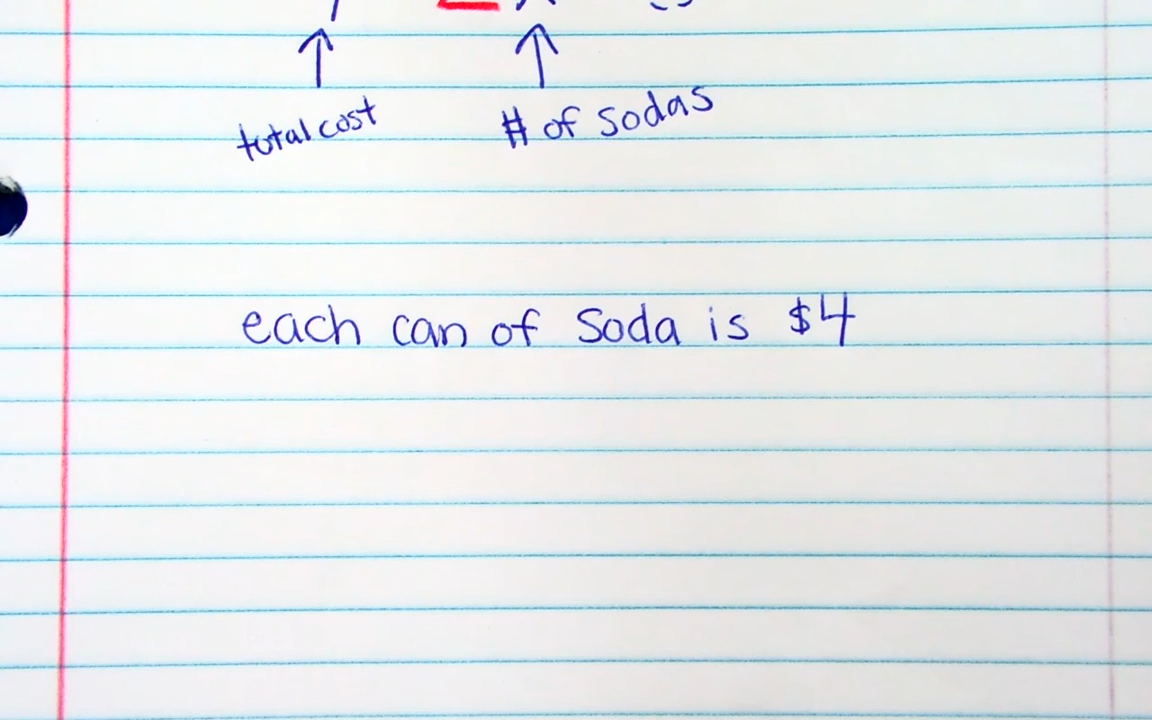 total cost # of sodas
each can of Soda is $4